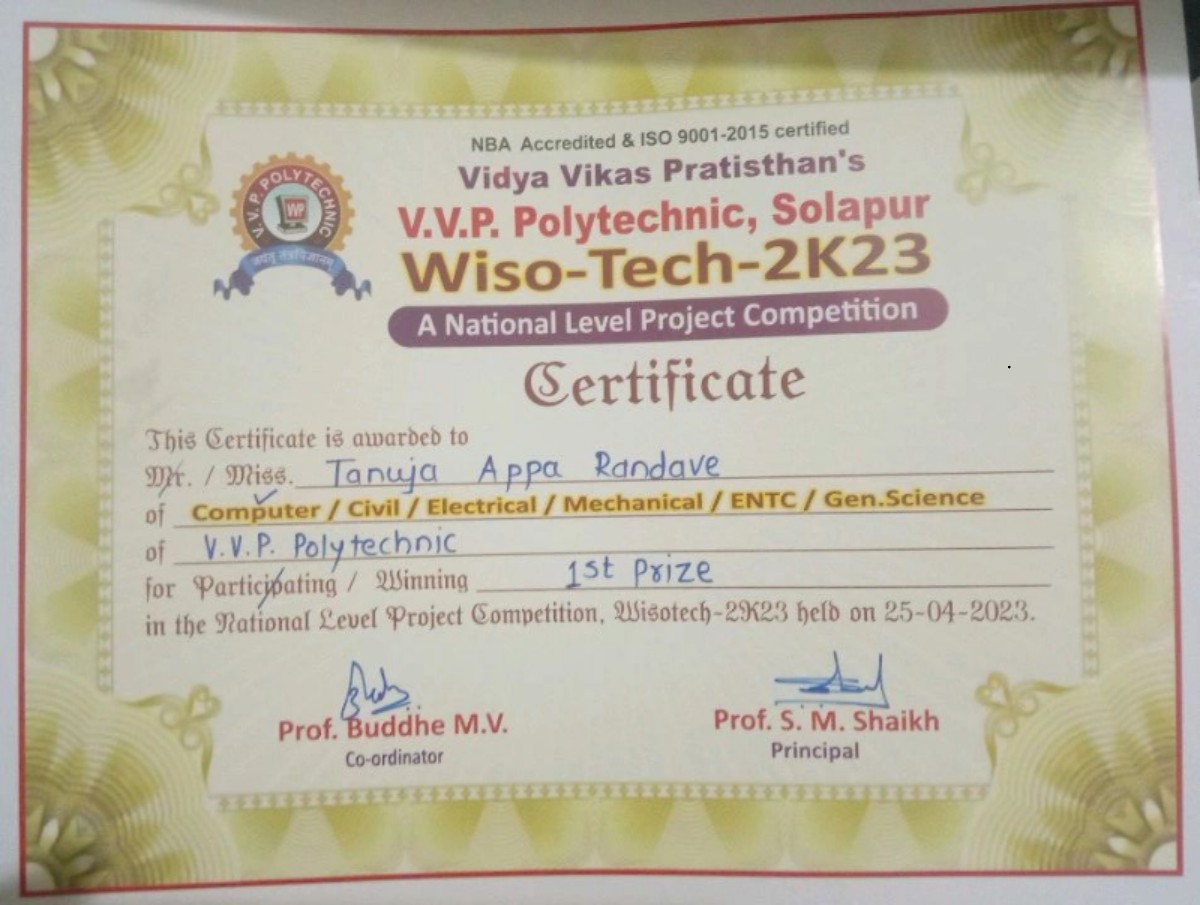 NBA Accredited & ISO 9001-2015 certified
Vidya Vikas Pratisthan's
V.V.P. Polytechnic, Solapur
Wiso-Tech-2K23
A National Level Project Competition
V. V. P. POLYTECHNIC
VVP
Certificate
This Certificate is awarded to
Mr. / Miss. Tanuja Appa Randave
of Computer / Civil / Electrical / Mechanical / ENTC / Gen.Science
of V.V.P. Polytechnic
for Participating / Winning 1st Prize
in the National Level Project Competition, Wisotech-2K23 held on 25-04-2023.
Prof. Buddhe M.V.
Co-ordinator
Prof. S. M. Shaikh
Principal